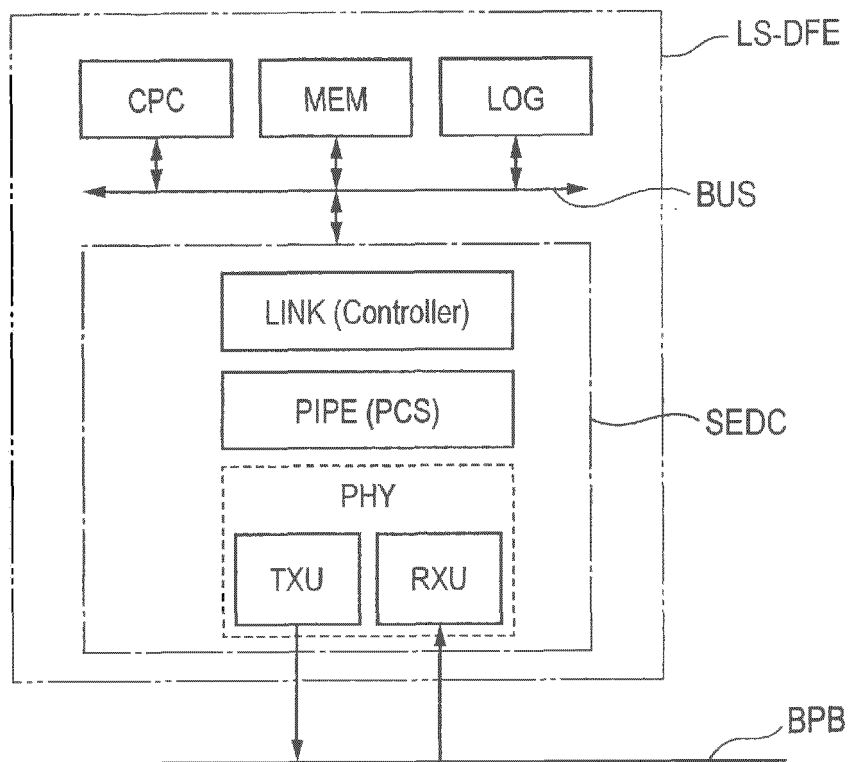 LS-DFE
CPC MEM LOG
BUS
LINK (Controller)
PIPE (PCS)
SEDC
PHY
TXU RXU
BPB